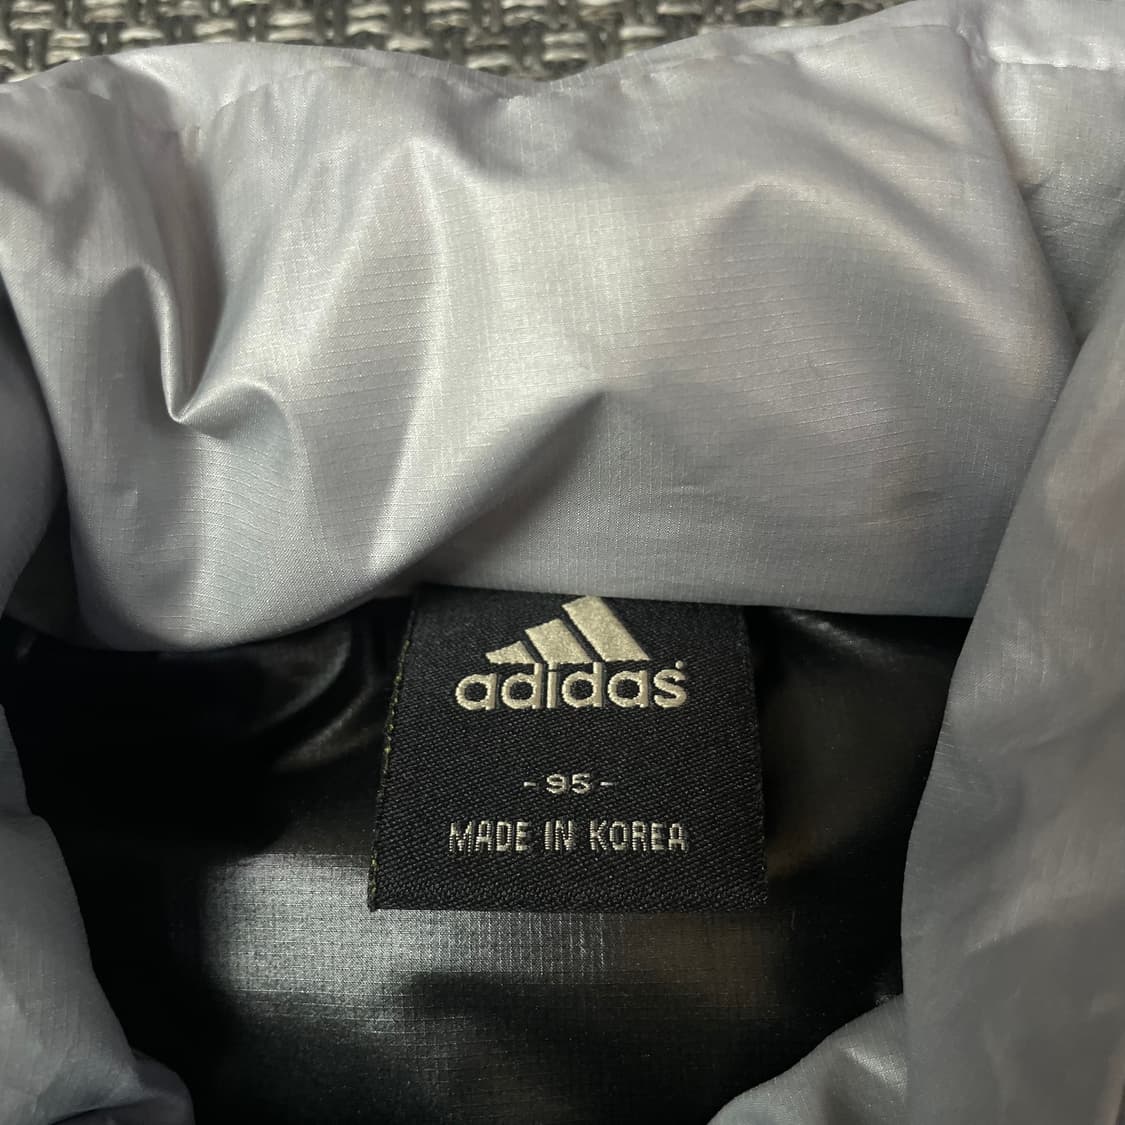 adidas
-95-
MADE IN KOREA